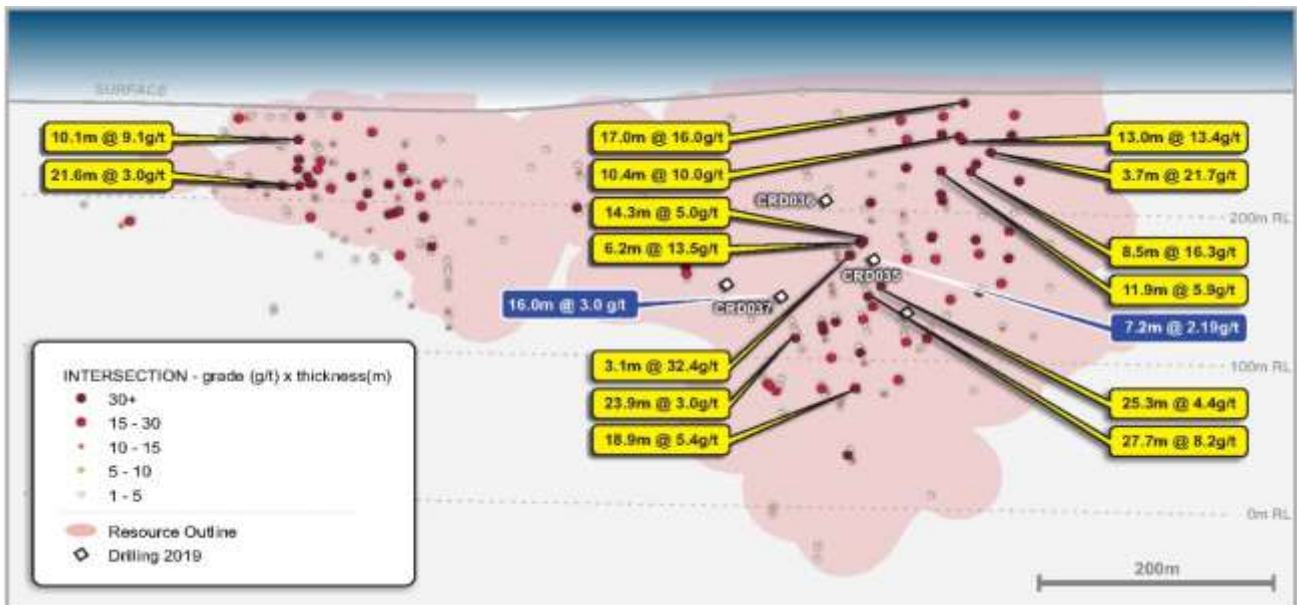 SURFACE
10.1m @ 9.1g/t
21.6m @ 3.0g/t
17.0m @ 16.0g/t
10.4m @ 10.0g/t
13.0m @ 13.4g/t
3.7m @ 21.7g/t
CRD036
14.3m @ 5.0g/t
200m RL
6.2m @ 13.5g/t
8.5m @ 16.3g/t
CRD035
11.9m @ 5.9g/t
16.0m @ 3.0 g/t
CRD037
7.2m @ 2.19g/t
3.1m @ 32.4g/t
100m RL
23.9m @ 3.0g/t
25.3m @ 4.4g/t
18.9m @ 5.4g/t
27.7m @ 8.2g/t
INTERSECTION - grade (g/t) x thickness(m)
30+
15 - 30
10 - 15
5 - 10
1 - 5
Resource Outline
Drilling 2019
0m RL
200m